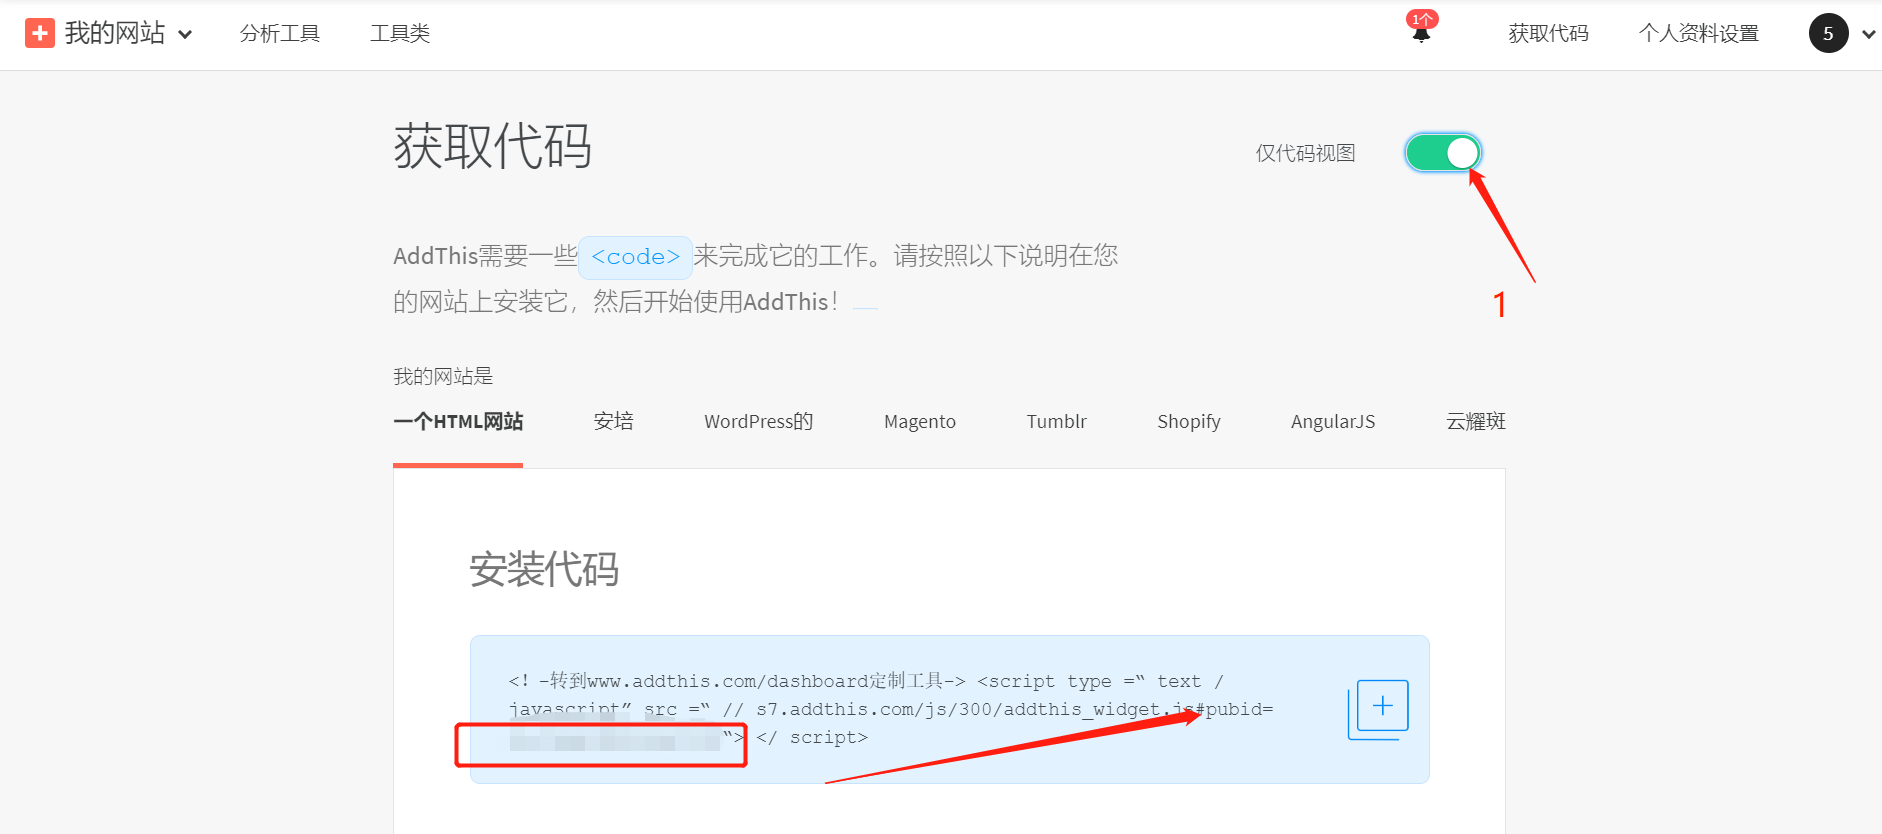 我的网站 分析工具 工具类 1个 获取代码 个人资料设置 5
获取代码
仅代码视图
AddThis需要一些<code>来完成它的工作。请按照以下说明在您
的网站上安装它，然后开始使用AddThis！
1
我的网站是
一个HTML网站 安培 WordPress的 Magento Tumblr Shopify AngularJS 云耀斑
安装代码
<！-转到www.addthis.com/dashboard定制工具-> <script type =“ text /
javascript” src =“ // s7.addthis.com/js/300/addthis_widget.js#pubid=
“> </ script>